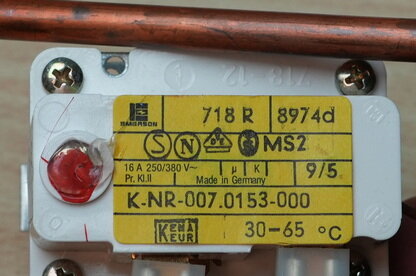 718 R 8974d
EMERSON
S N D'E S MS2
16 A 250/380 V~ µ K 9/5
Pr. Kl.II Made in Germany
K-NR-007.0153-000
KEMA
KEUR
30-65 °C